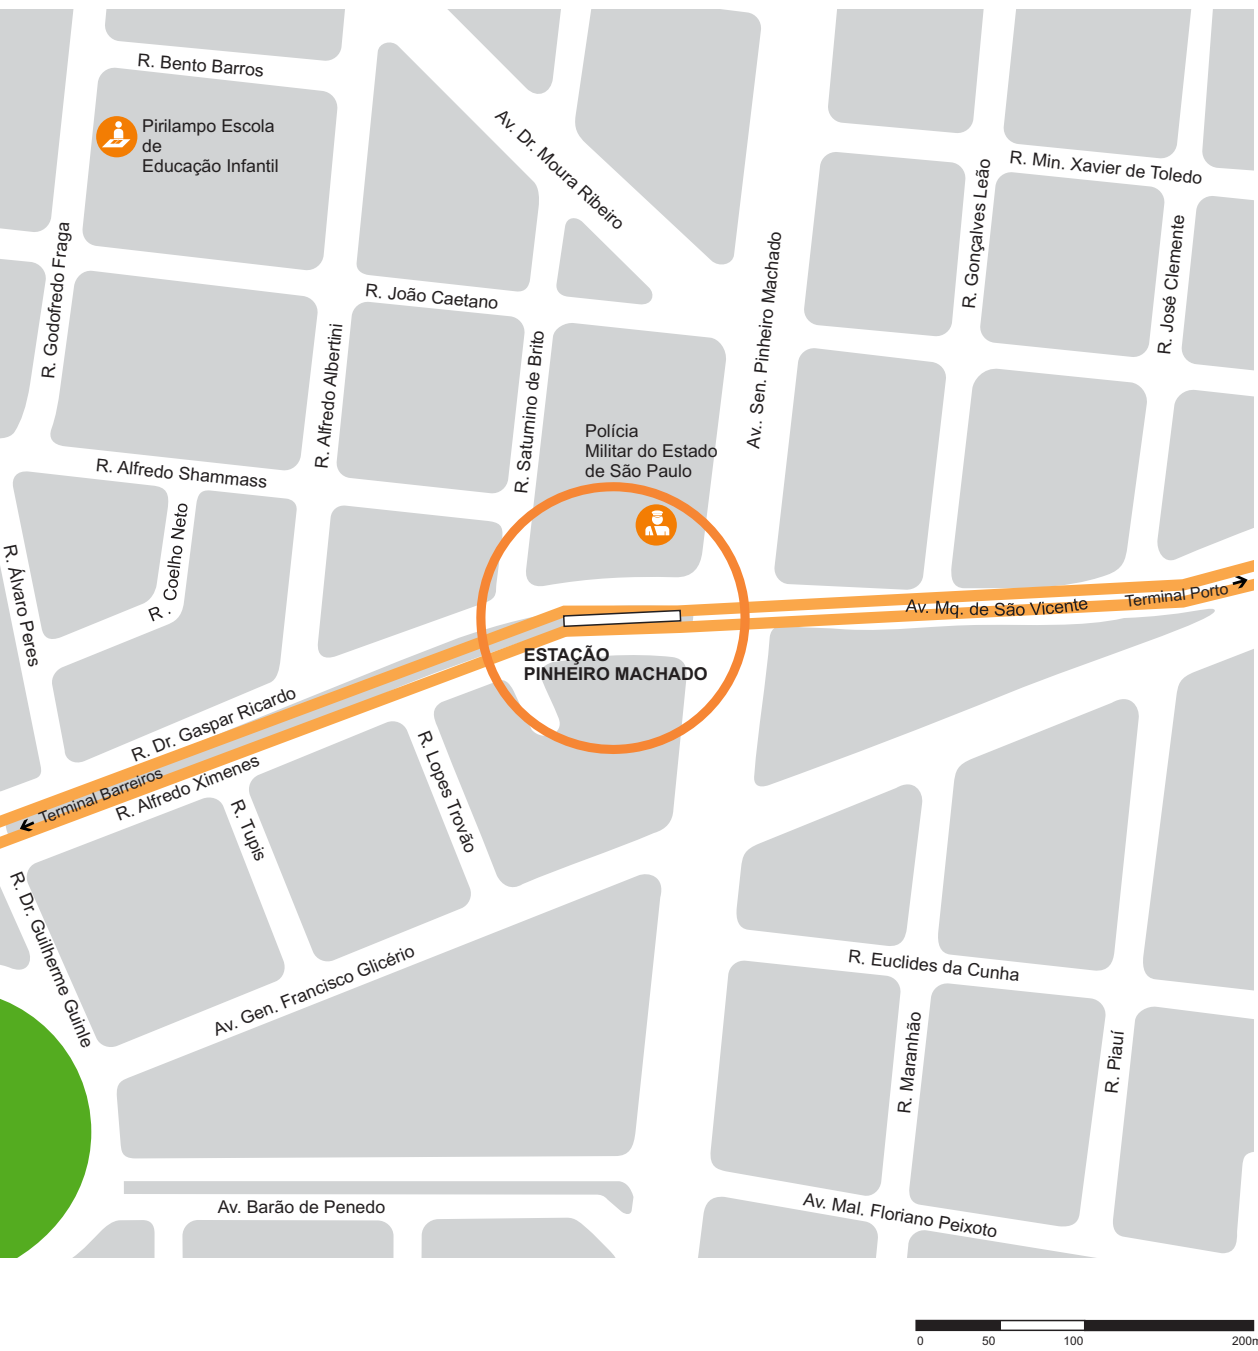 R. Bento Barros
Pirilampo Escola
de
Educação Infantil
Av. Dr. Moura Ribeiro
R. Min. Xavier de Toledo
R. Gonçalves Leão
R. José Clemente
R. Godofredo Fraga
Av.. Sen. Pinheiro Machado
R. João Caetano
R. Alfredo Albertini
R. Satumino de Brito
Polícia
Militar do Estado
de São Paulo
R. Alfredo Shammass
R. Coelho Neto
R. Álvaro Peres
Av. Mq. de São Vicente
Terminal Porto
ESTAÇÃO
PINHEIRO MACHADO
R. Dr. Gaspar Ricardo
Terminal Barreiros
R. Alfredo Ximenes
R. Lopes Trovão
R. Tupis
R. Dr. Guilherme Guinle
Av. Gen. Francisco Glicério
R. Euclides da Cunha
R. Maranhão
R. Piauí
Av. Barão de Penedo
Av. Mal. Floriano Peixoto
0 50 100 200m